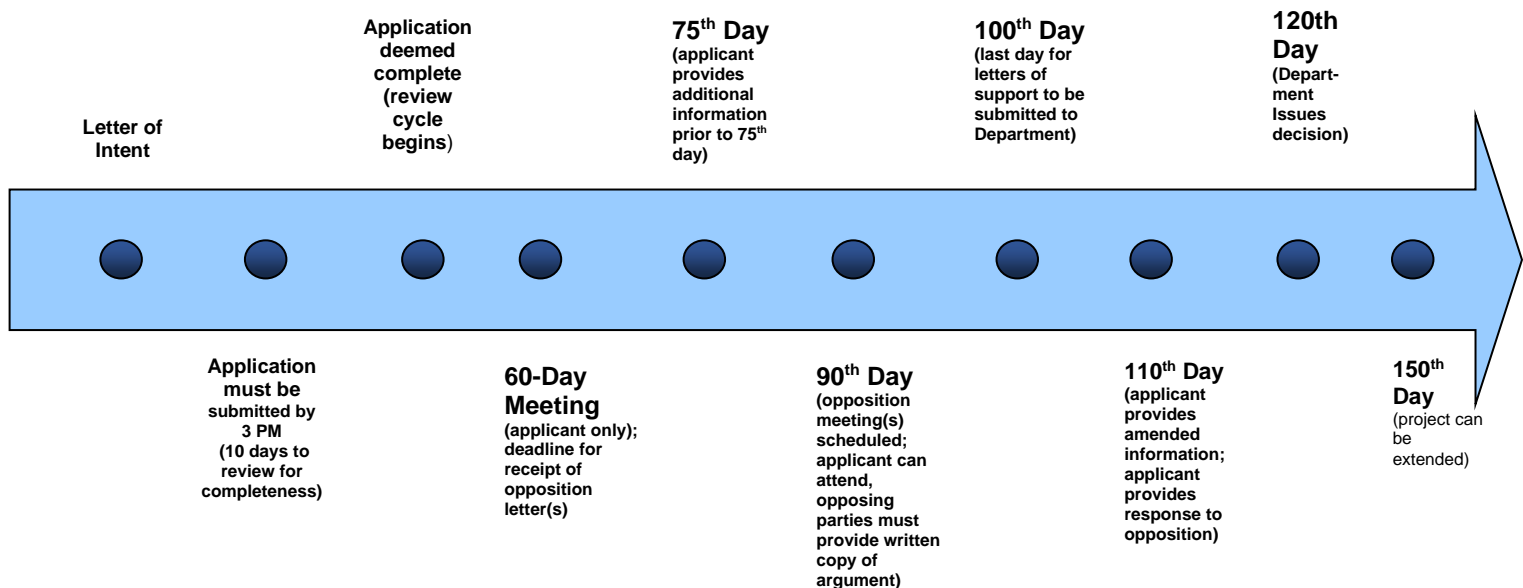 Letter of
Intent
Application
must be
submitted by
3 PM
(10 days to
review for
completeness)
Application
deemed
complete
(review
cycle
begins)
60-Day
Meeting
(applicant only);
deadline for
receipt of
opposition
letter(s)
75th Day
(applicant
provides
additional
information
prior to 75th
day)
90th Day
(opposition
meeting(s)
scheduled;
applicant can
attend,
opposing
parties must
provide written
copy of
argument)
100th Day
(last day for
letters of
support to be
submitted to
Department)
110th Day
(applicant
provides
amended
information;
applicant
provides
response to
opposition)
120th
Day
(Depart-
ment
Issues
decision)
150th
Day
(project can
be
extended)